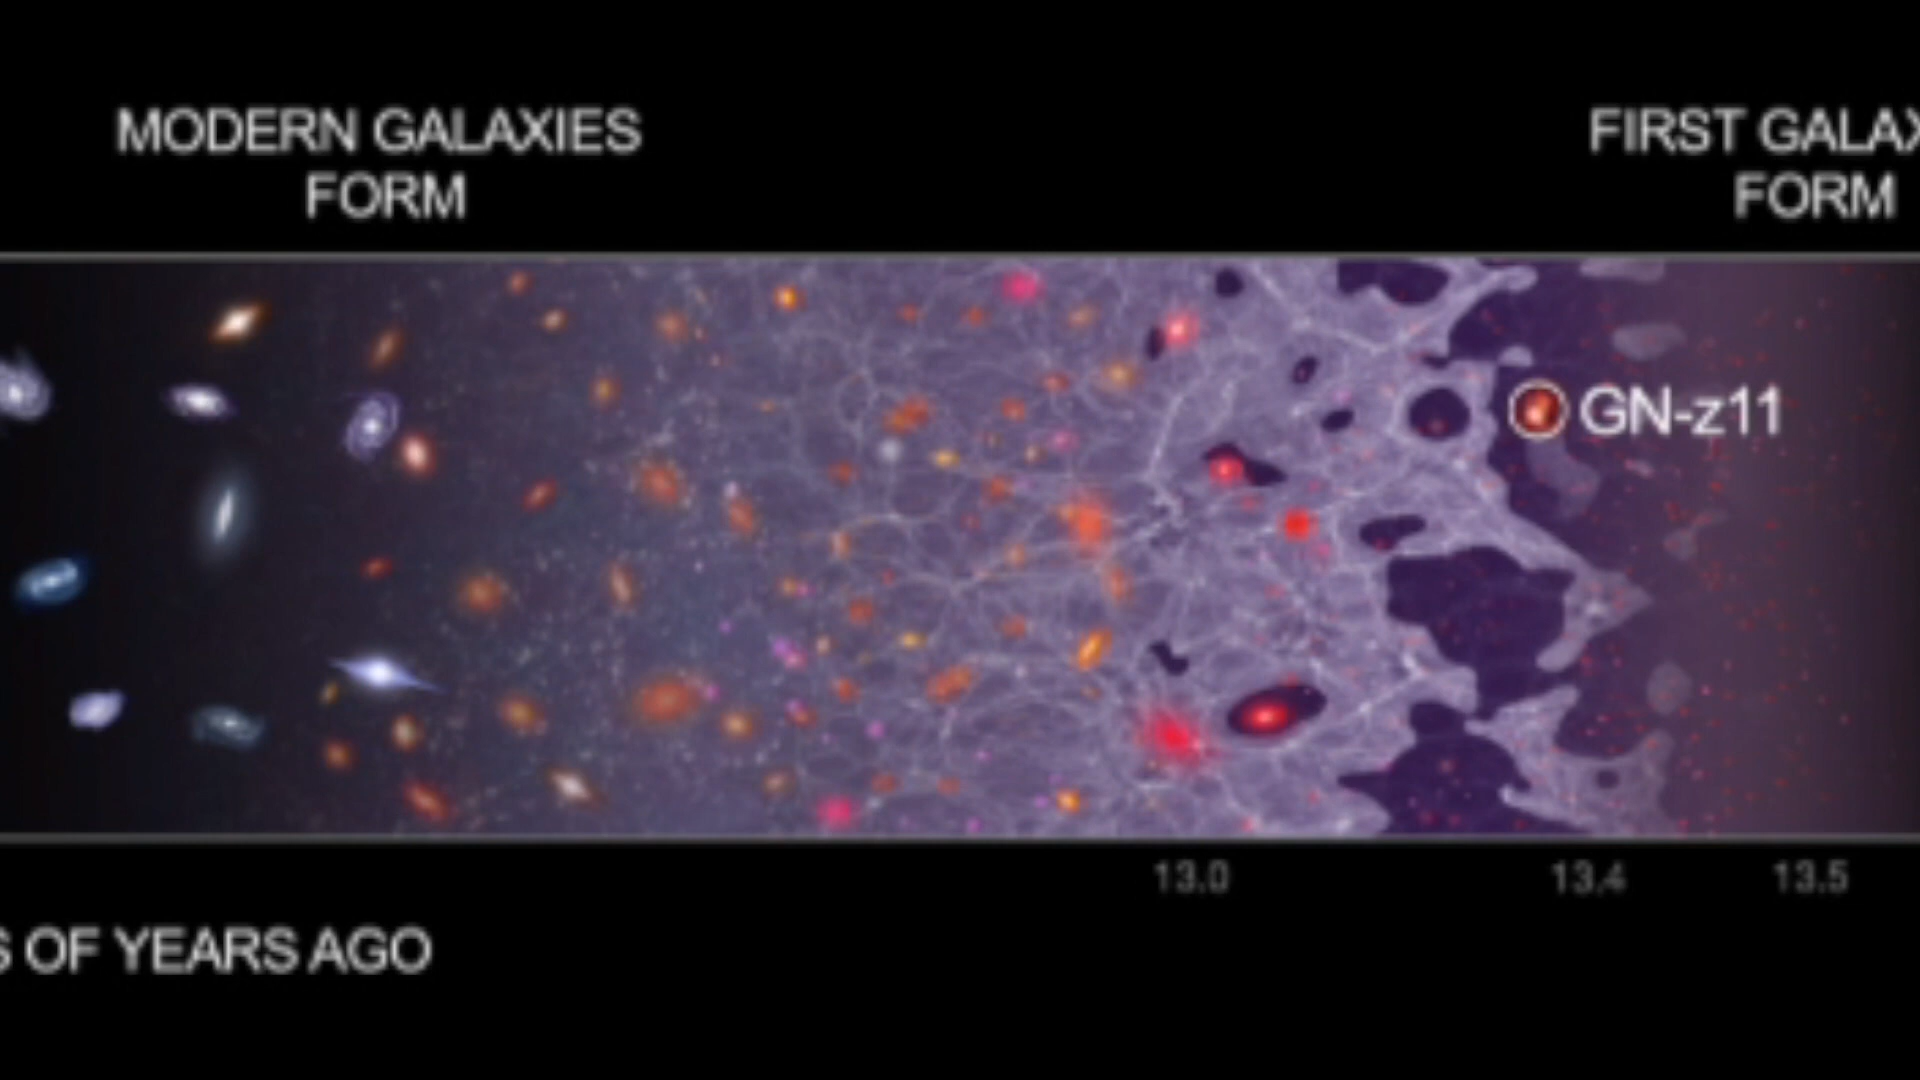 MODERN GALAXIES
FORM
FIRST GALAX
FORM
GN-z11
13.0
13.4
13.5
S OF YEARS AGO